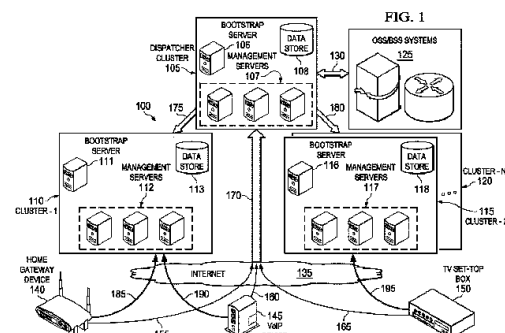 FIG. 1
BOOTSTRAP
SERVER
106
DISPATCHER
CLUSTER
105
MANAGEMENT
SERVERS
107
DATA
STORE
108
130
OSS/BSS SYSTEMS
125
100
175
180
BOOTSTRAP
SERVER
111
MANAGEMENT
SERVERS
112
DATA
STORE
113
110
CLUSTER - 1
170
BOOTSTRAP
SERVER
116
MANAGEMENT
SERVERS
117
DATA
STORE
118
CLUSTER-N
120
115
HOME
GATEWAY
DEVICE
140
INTERNET
135
TV SET-TOP
BOX
150
185
190
160
195
145
VoIP
165